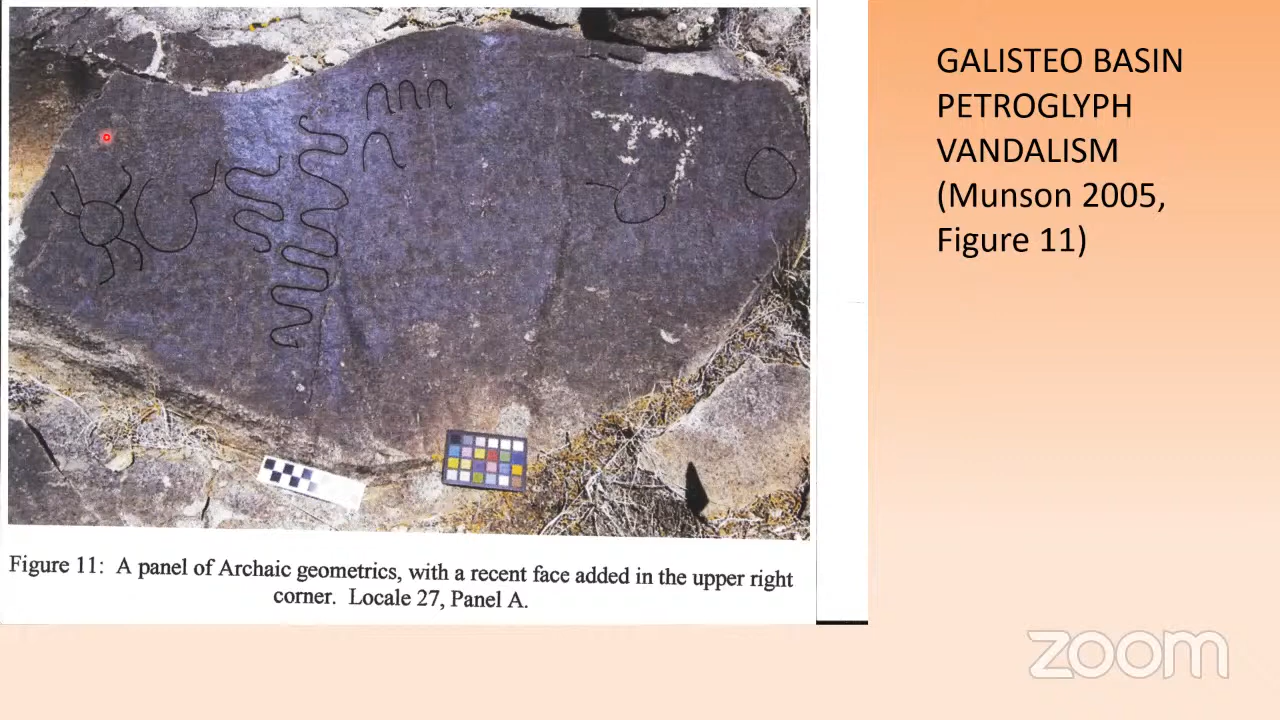 GALISTEO BASIN
PETROGLYPH
VANDALISM
(Munson 2005,
Figure 11)
Figure 11:  A panel of Archaic geometrics, with a recent face added in the upper right
corner.  Locale 27, Panel A.
zoom